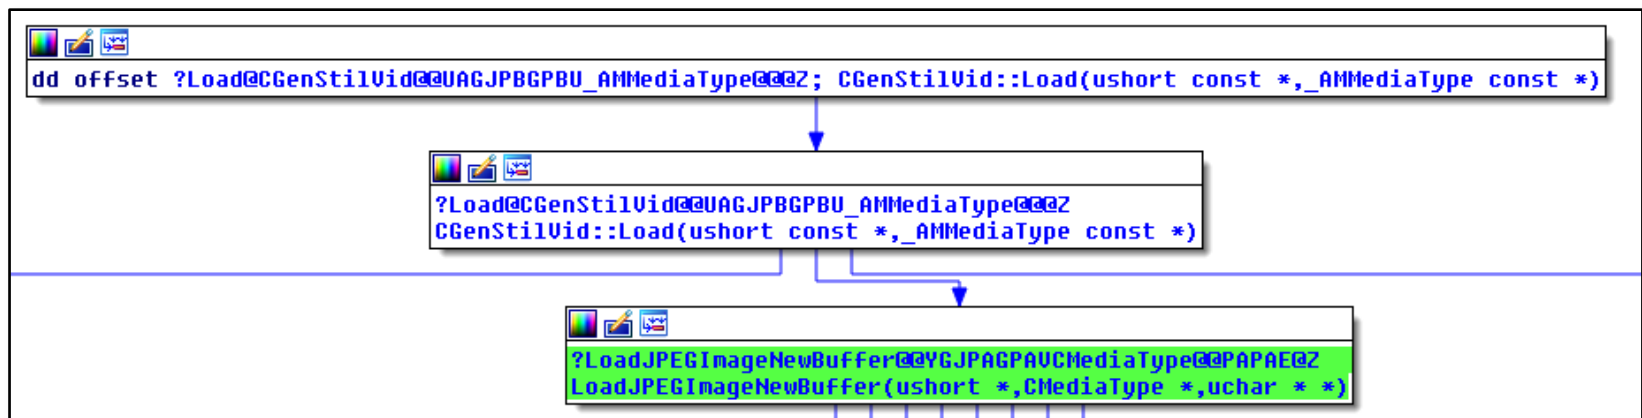 dd offset ?Load@CGenStilVid@@UAGJPBGPBU_AMMediaType@@@Z; CGenStilVid::Load(ushort const *,_AMMediaType const *)
?Load@CGenStilVid@@UAGJPBGPBU_AMMediaType@@@Z
CGenStilVid::Load(ushort const *,_AMMediaType const *)
?LoadJPEGImageNewBuffer@@YGJPAGPAVCMediaType@@PAPAE@Z
LoadJPEGImageNewBuffer(ushort *,CMediaType *,uchar * *)